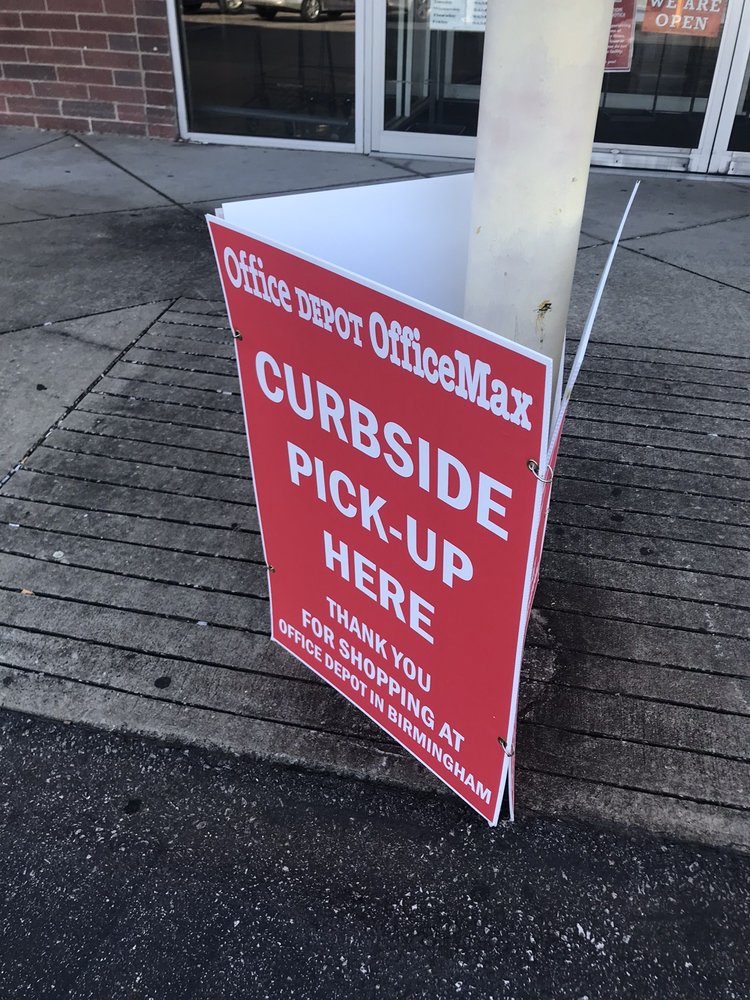 WE ARE
OPEN
Office DEPOT OfficeMax
CURBSIDE
PICK-UP
HERE
THANK YOU
FOR SHOPPING AT
OFFICE DEPOT IN BIRMINGHAM